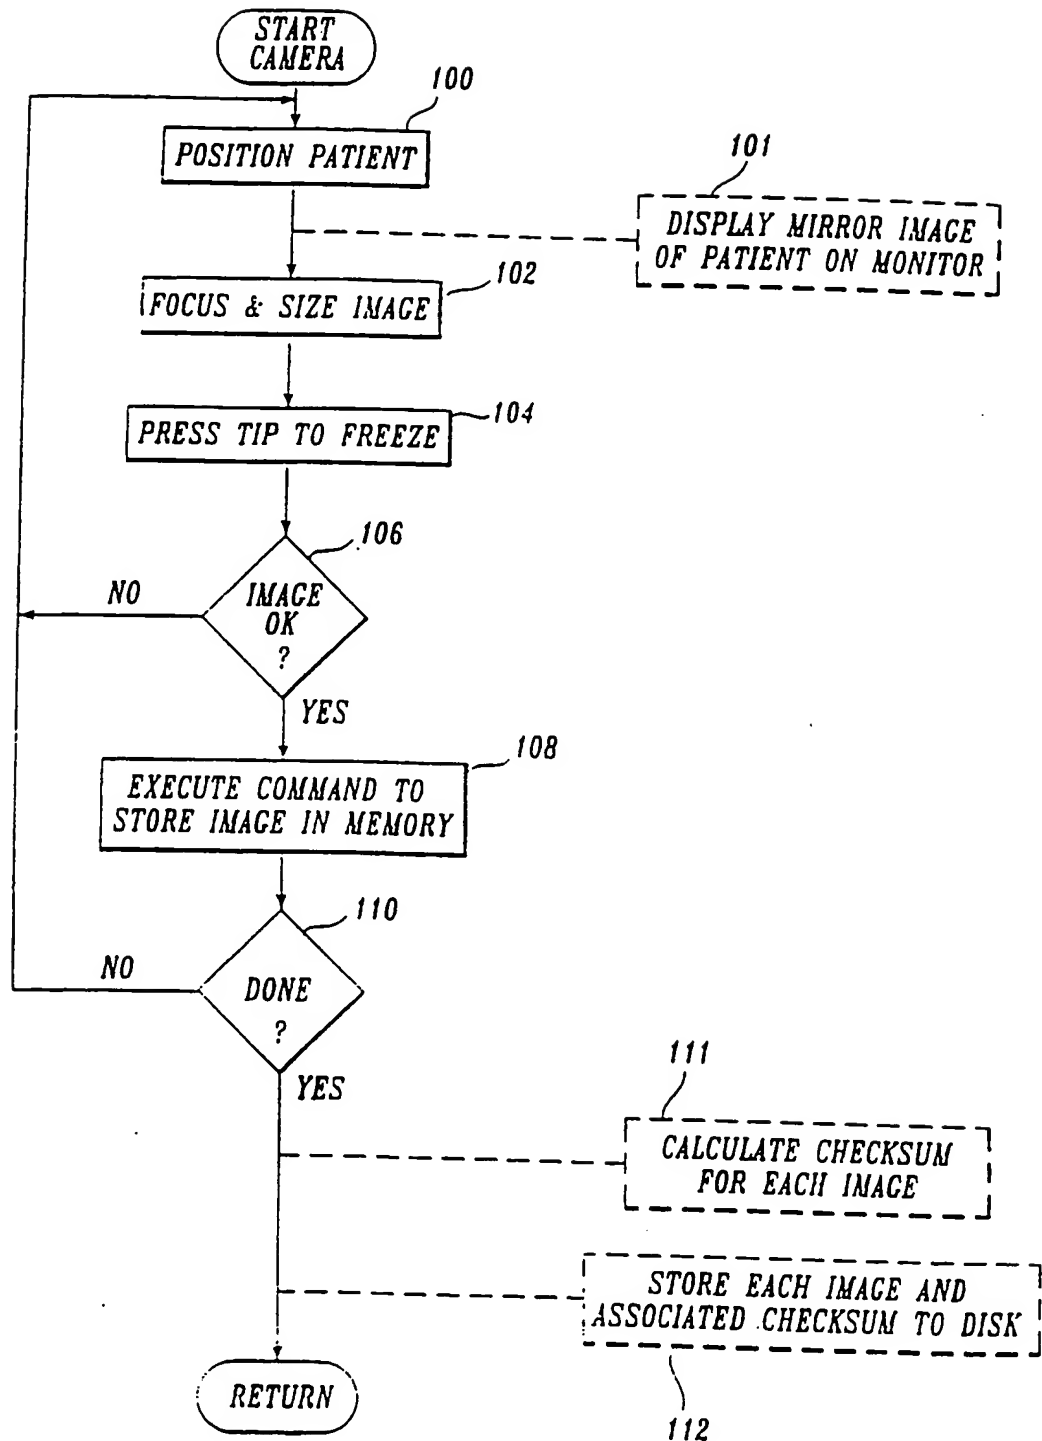 START
CAMERA
100
POSITION PATIENT
101
DISPLAY MIRROR IMAGE
OF PATIENT ON MONITOR
102
FOCUS & SIZE IMAGE
104
PRESS TIP TO FREEZE
106
IMAGE
OK
?
NO
YES
108
EXECUTE COMMAND TO
STORE IMAGE IN MEMORY
110
DONE
?
NO
YES
111
CALCULATE CHECKSUM
FOR EACH IMAGE
STORE EACH IMAGE AND
ASSOCIATED CHECKSUM TO DISK
112
RETURN